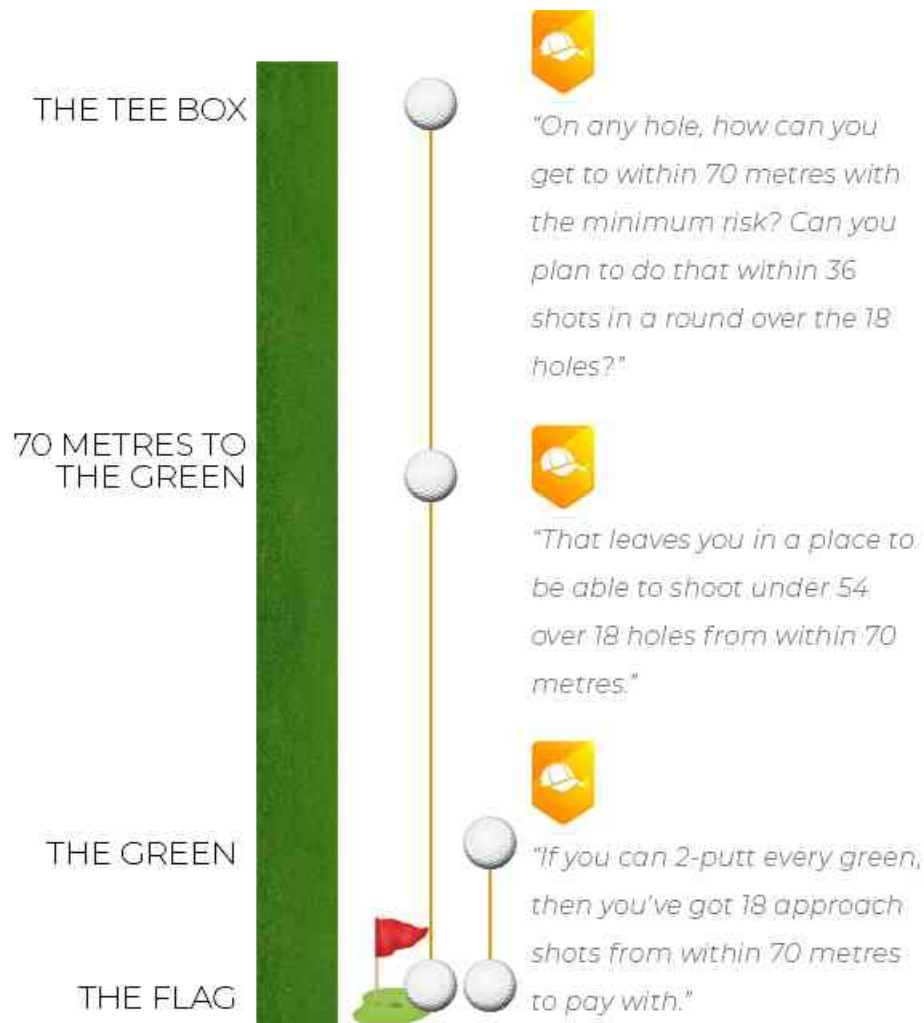 THE TEE BOX
"On any hole, how can you
get to within 70 metres with
the minimum risk? Can you
plan to do that within 36
shots in a round over the 18
holes?"
70 METRES TO
THE GREEN
"That leaves you in a place to
be able to shoot under 54
over 18 holes from within 70
metres."
THE GREEN
"If you can 2-putt every green,
then you've got 18 approach
shots from within 70 metres
to pay with."
THE FLAG